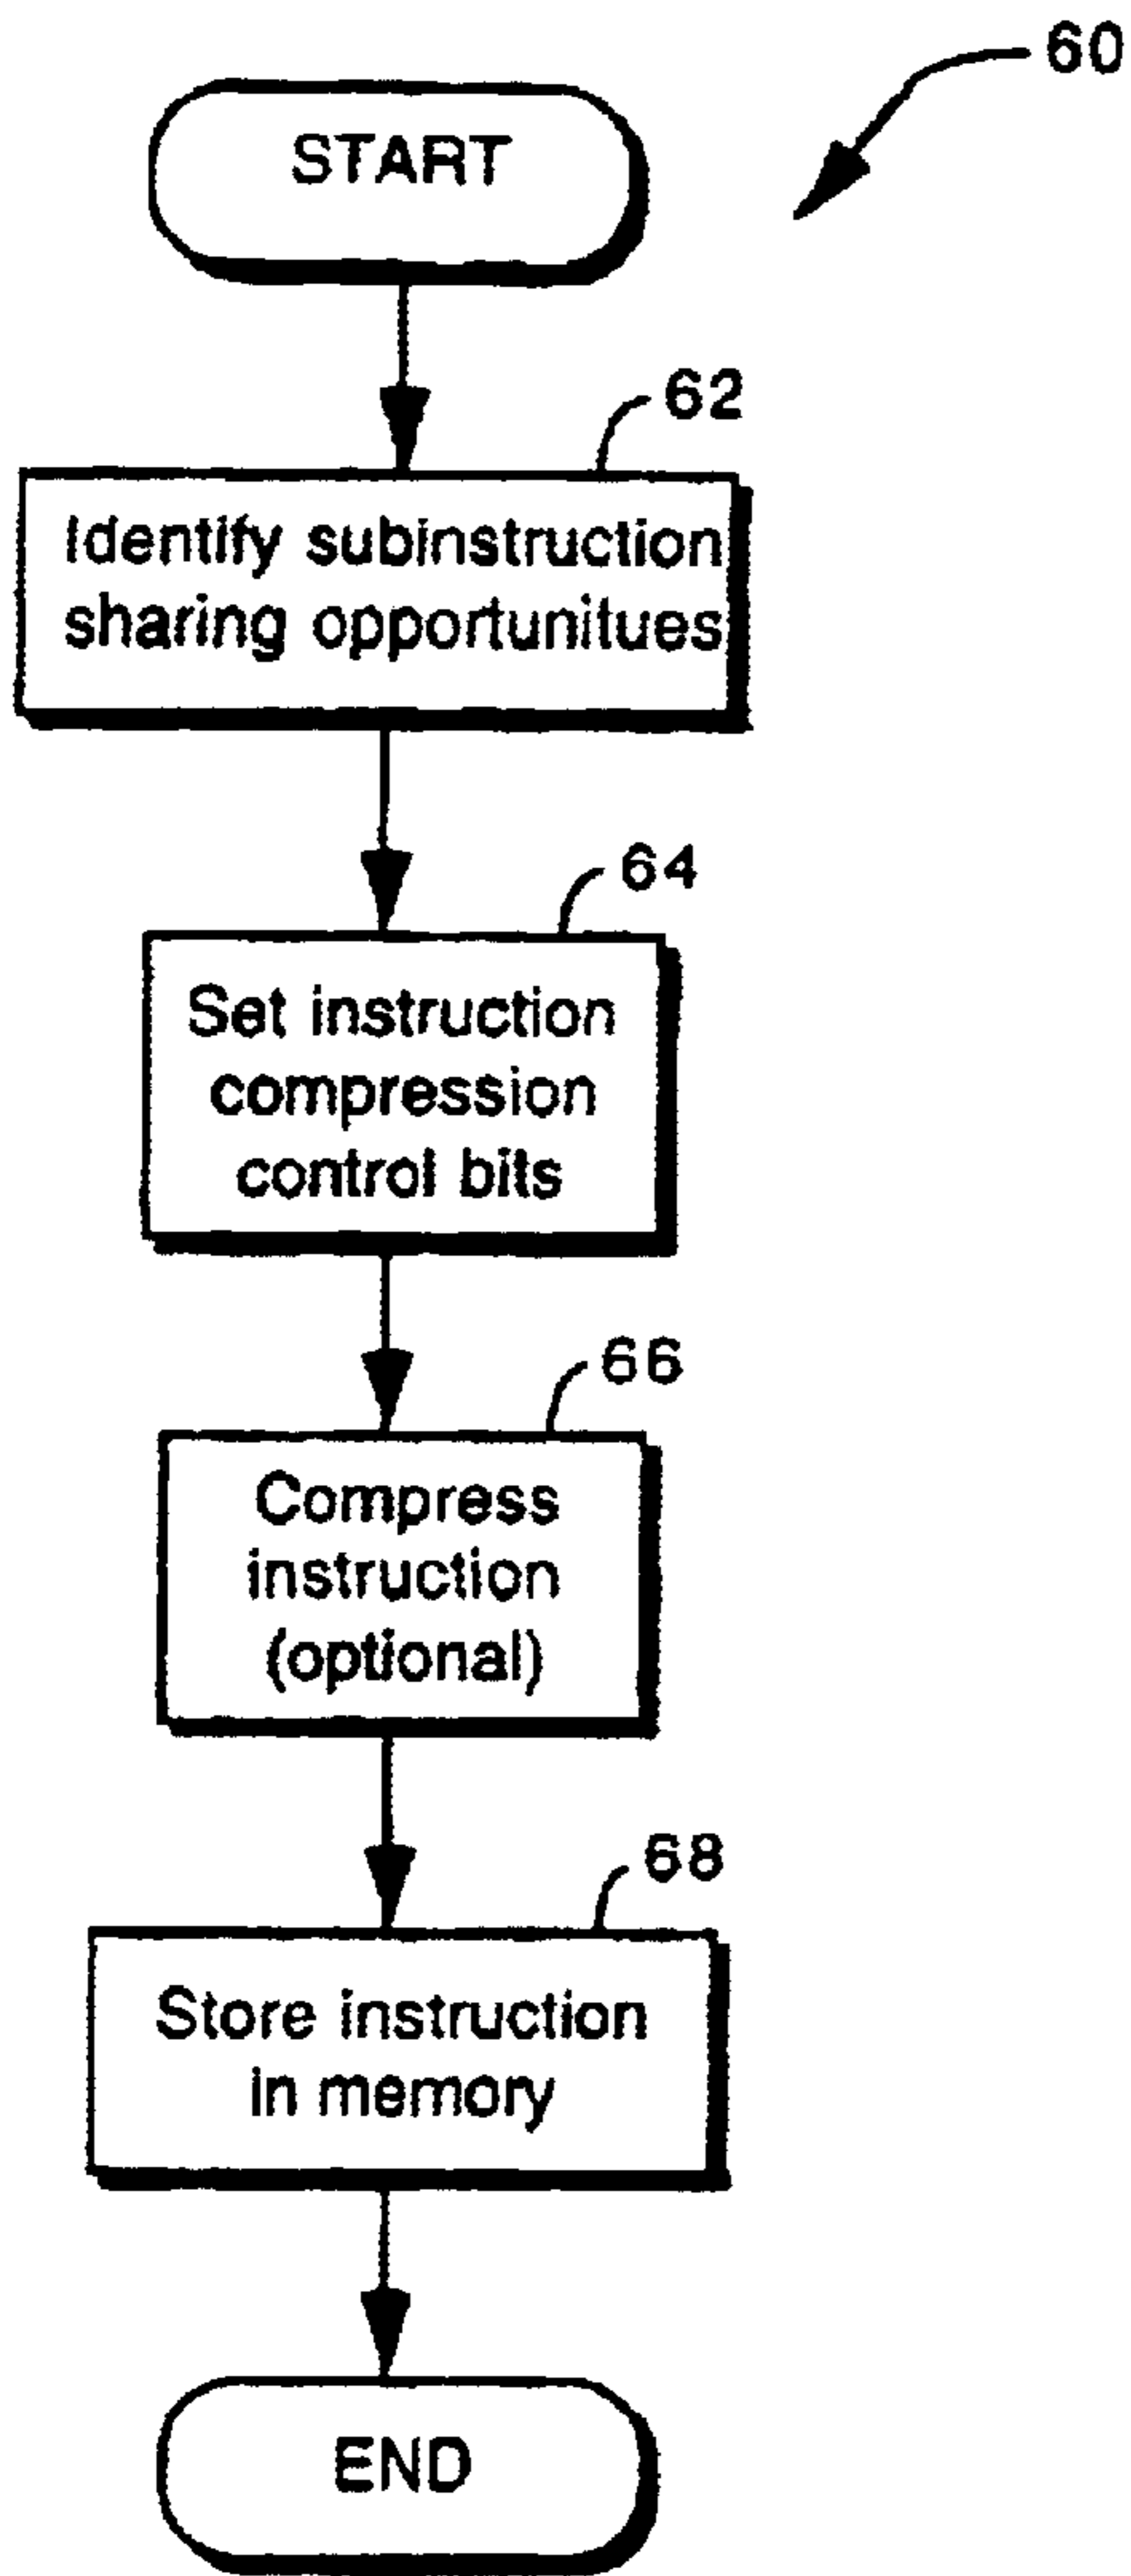 60
START
62
Identify subinstruction
sharing opportunitues
64
Set instruction
compression
control bits
66
Compress
instruction
(optional)
68
Store instruction
in memory
END